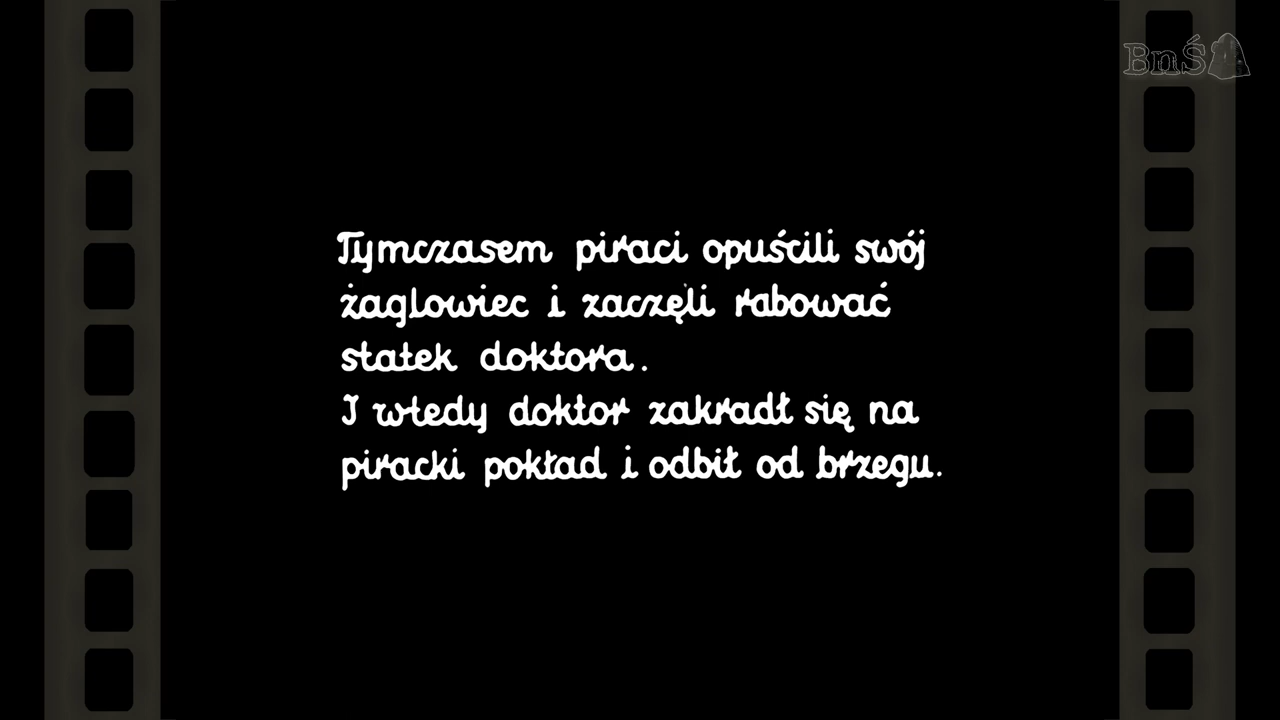 BnŚ
Tymczasem piraci opuścili swój
żaglowiec i zaczęli rabować
statek doktora.
I wtedy doktor zakradł się na
piracki pokład i odbił od brzegu.